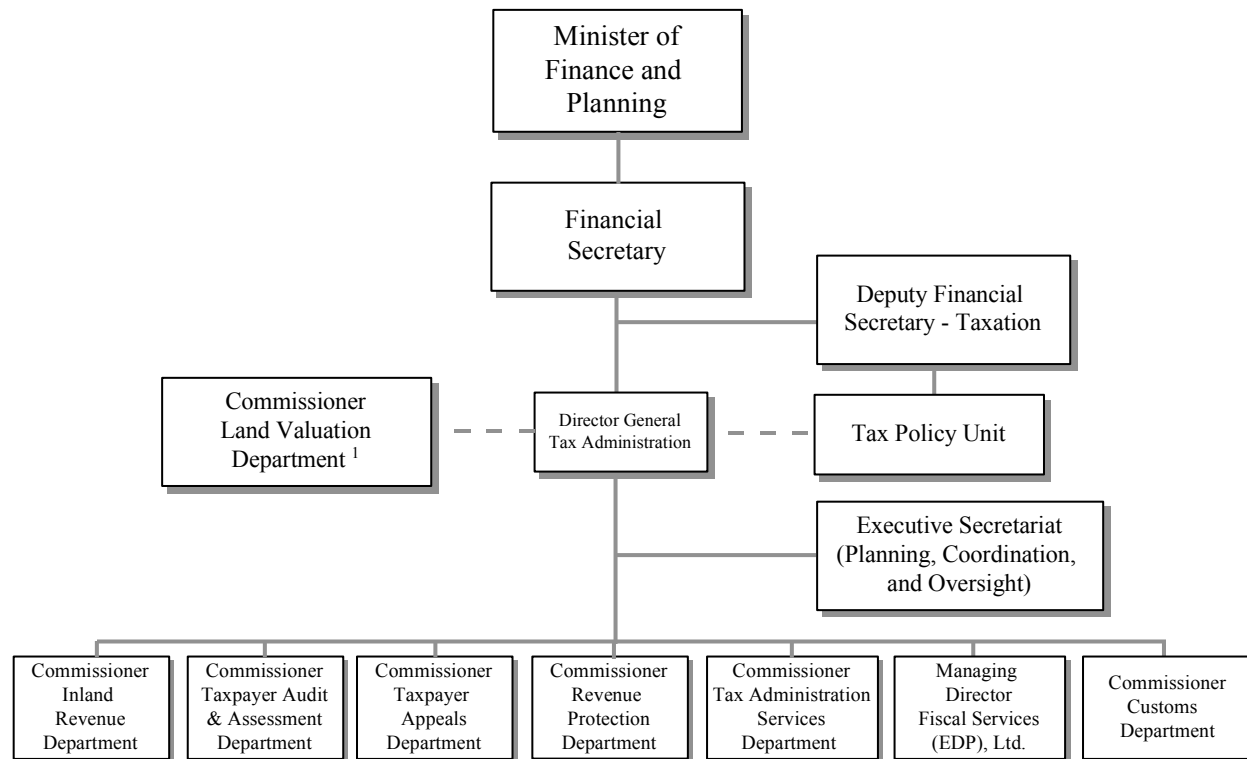 Minister of
Finance and
Planning
Financial
Secretary
Deputy Financial
Secretary - Taxation
Commissioner
Land Valuation
Department 1
Director General
Tax Administration
Tax Policy Unit
Executive Secretariat
(Planning, Coordination,
and Oversight)
Commissioner
Inland
Revenue
Department
Commissioner
Taxpayer Audit
& Assessment
Department
Commissioner
Taxpayer
Appeals
Department
Commissioner
Revenue
Protection
Department
Commissioner
Tax Administration
Services
Department
Managing
Director
Fiscal Services
(EDP), Ltd.
Commissioner
Customs
Department